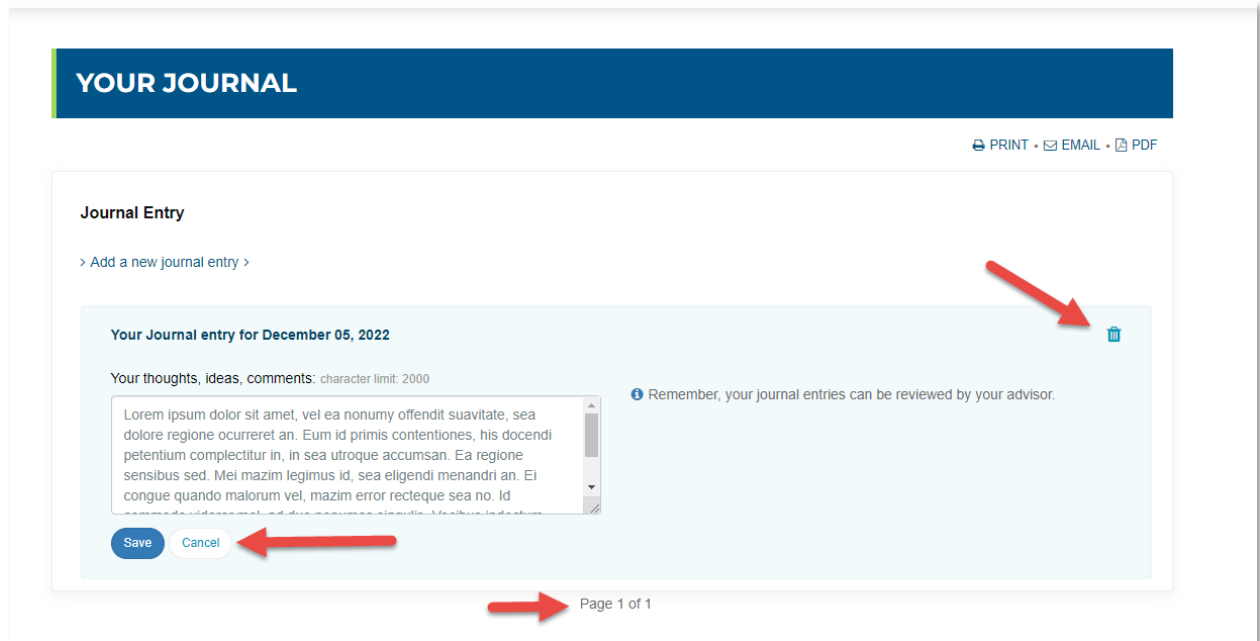 YOUR JOURNAL
PRINT • EMAIL • PDF
Journal Entry
> Add a new journal entry >
Your Journal entry for December 05, 2022
Your thoughts, ideas, comments: character limit: 2000
Remember, your journal entries can be reviewed by your advisor.
Lorem ipsum dolor sit amet, vel ea nonumy offendit suavitate, sea
dolore regione ocurreret an. Eum id primis contentiones, his docendi
petentium complectitur in, in sea utroque accumsan. Ea regione
sensibus sed. Mei mazim legimus id, sea eligendi menandri an. Ei
congue quando malorum vel, mazim error recteque sea no. Id
Save Cancel
Page 1 of 1